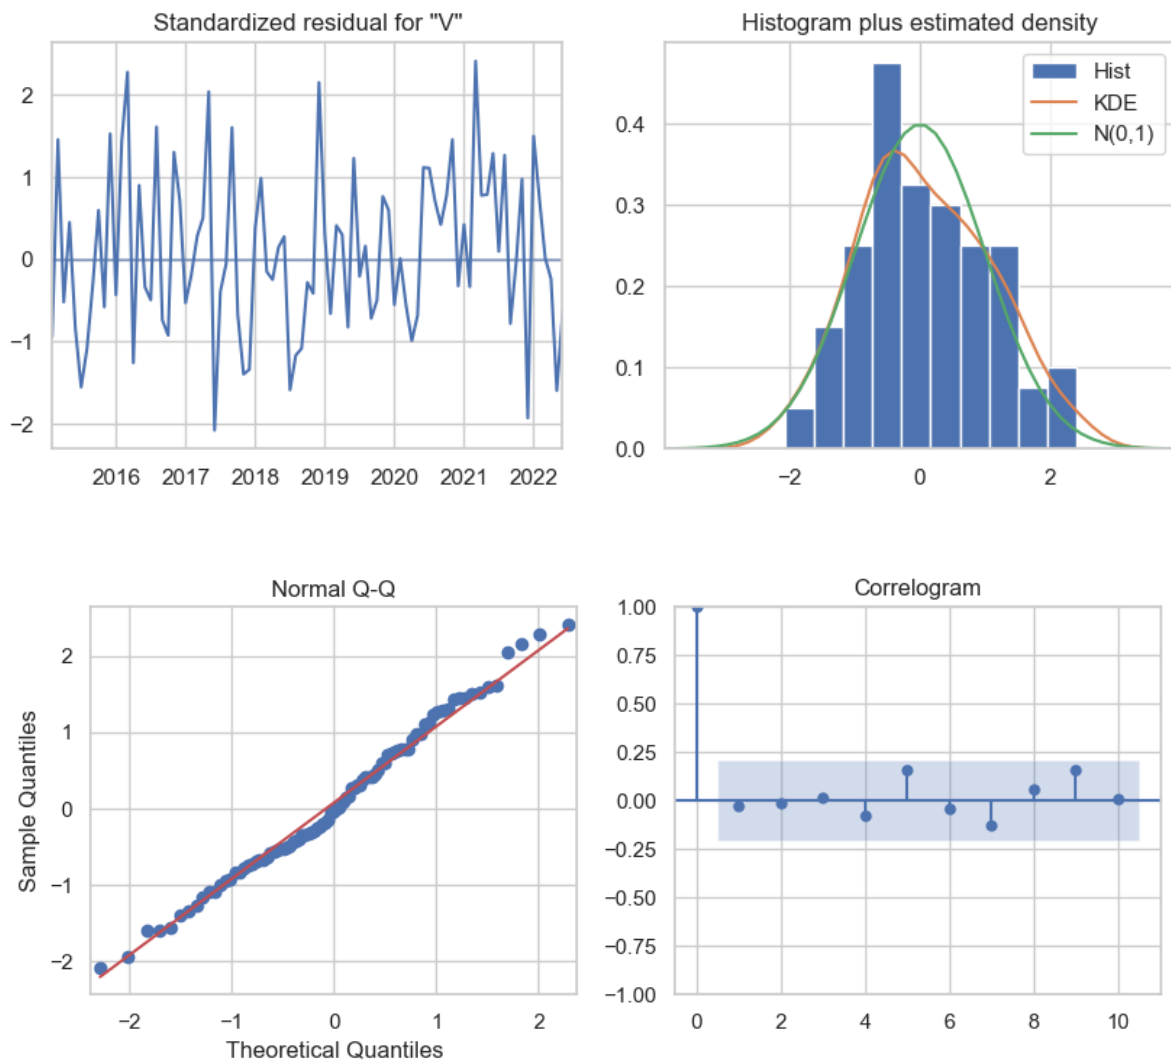 Standardized residual for "V"
2
1
0
−1
−2
2016 2017 2018 2019 2020 2021 2022
Histogram plus estimated density
Hist
KDE
N(0,1)
0.4
0.3
0.2
0.1
0.0
−2 0 2
Normal Q-Q
Sample Quantiles
2
1
0
−1
−2
−2 −1 0 1 2
Theoretical Quantiles
Correlogram
1.00
0.75
0.50
0.25
0.00
−0.25
−0.50
−0.75
−1.00
0 2 4 6 8 10